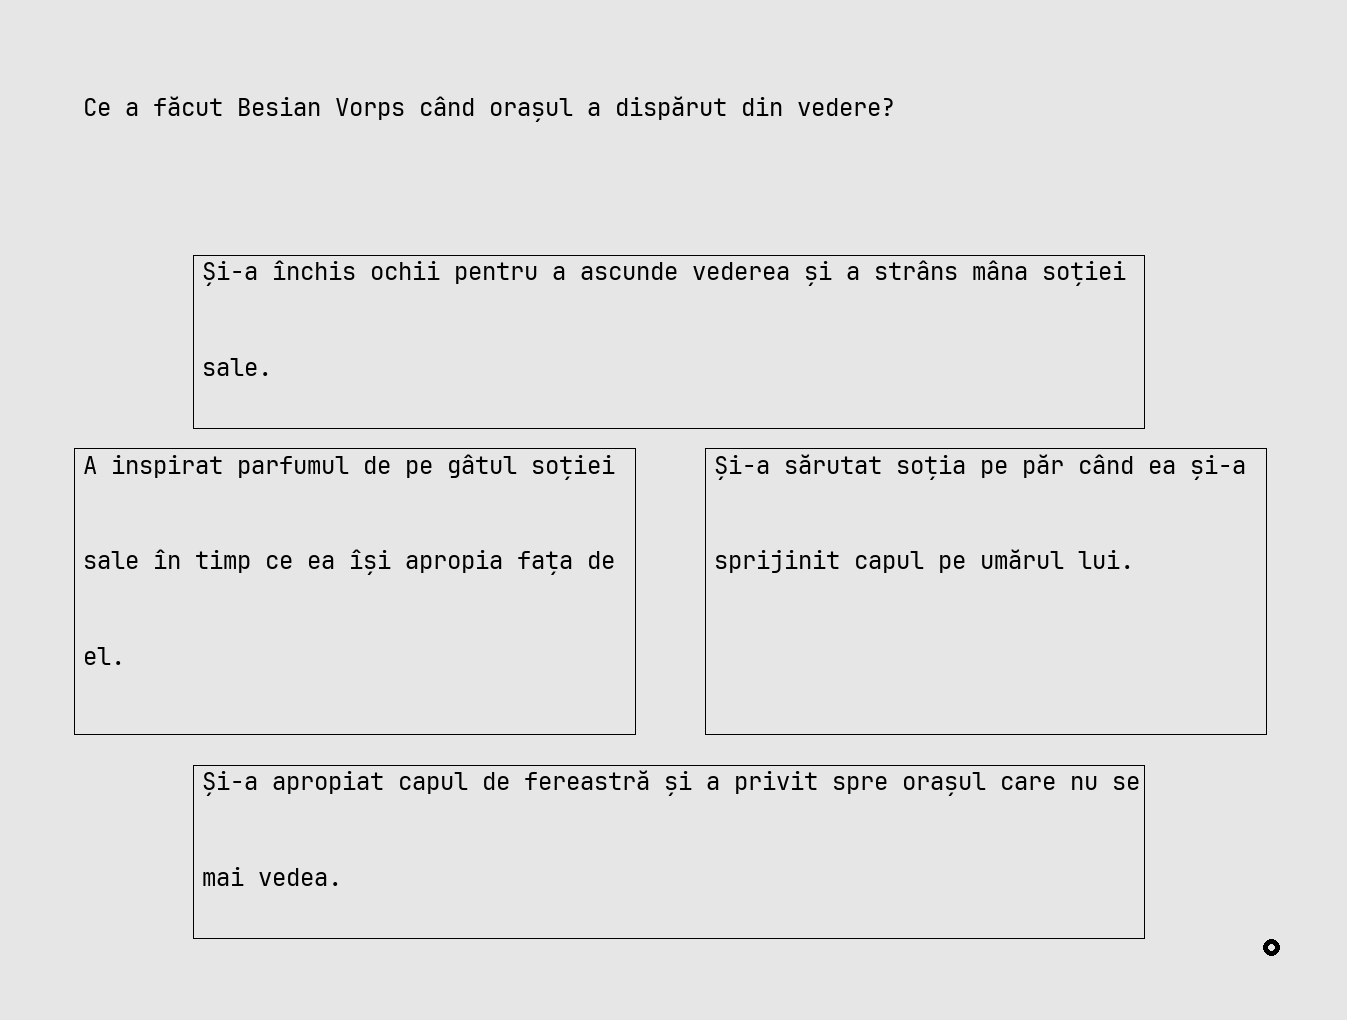 Ce a făcut Besian Vorps când orașul a dispărut din vedere?
Și-a închis ochii pentru a ascunde vederea și a strâns mâna soției
sale.
A inspirat parfumul de pe gâtul soției
sale în timp ce ea își apropia fața de
el.
Și-a sărutat soția pe păr când ea și-a
sprijinit capul pe umărul lui.
Și-a apropiat capul de fereastră și a privit spre orașul care nu se
mai vedea.